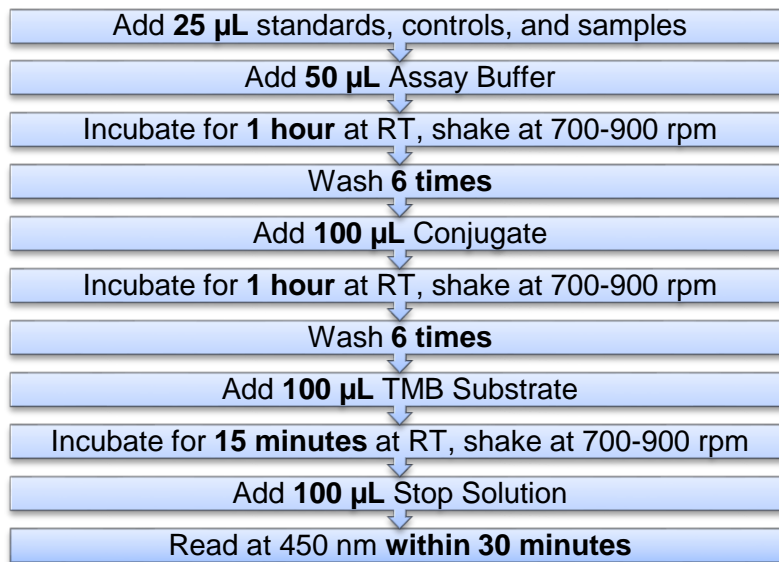 Add 25 µL standards, controls, and samples
Add 50 µL Assay Buffer
Incubate for 1 hour at RT, shake at 700-900 rpm
Wash 6 times
Add 100 µL Conjugate
Incubate for 1 hour at RT, shake at 700-900 rpm
Wash 6 times
Add 100 µL TMB Substrate
Incubate for 15 minutes at RT, shake at 700-900 rpm
Add 100 µL Stop Solution
Read at 450 nm within 30 minutes